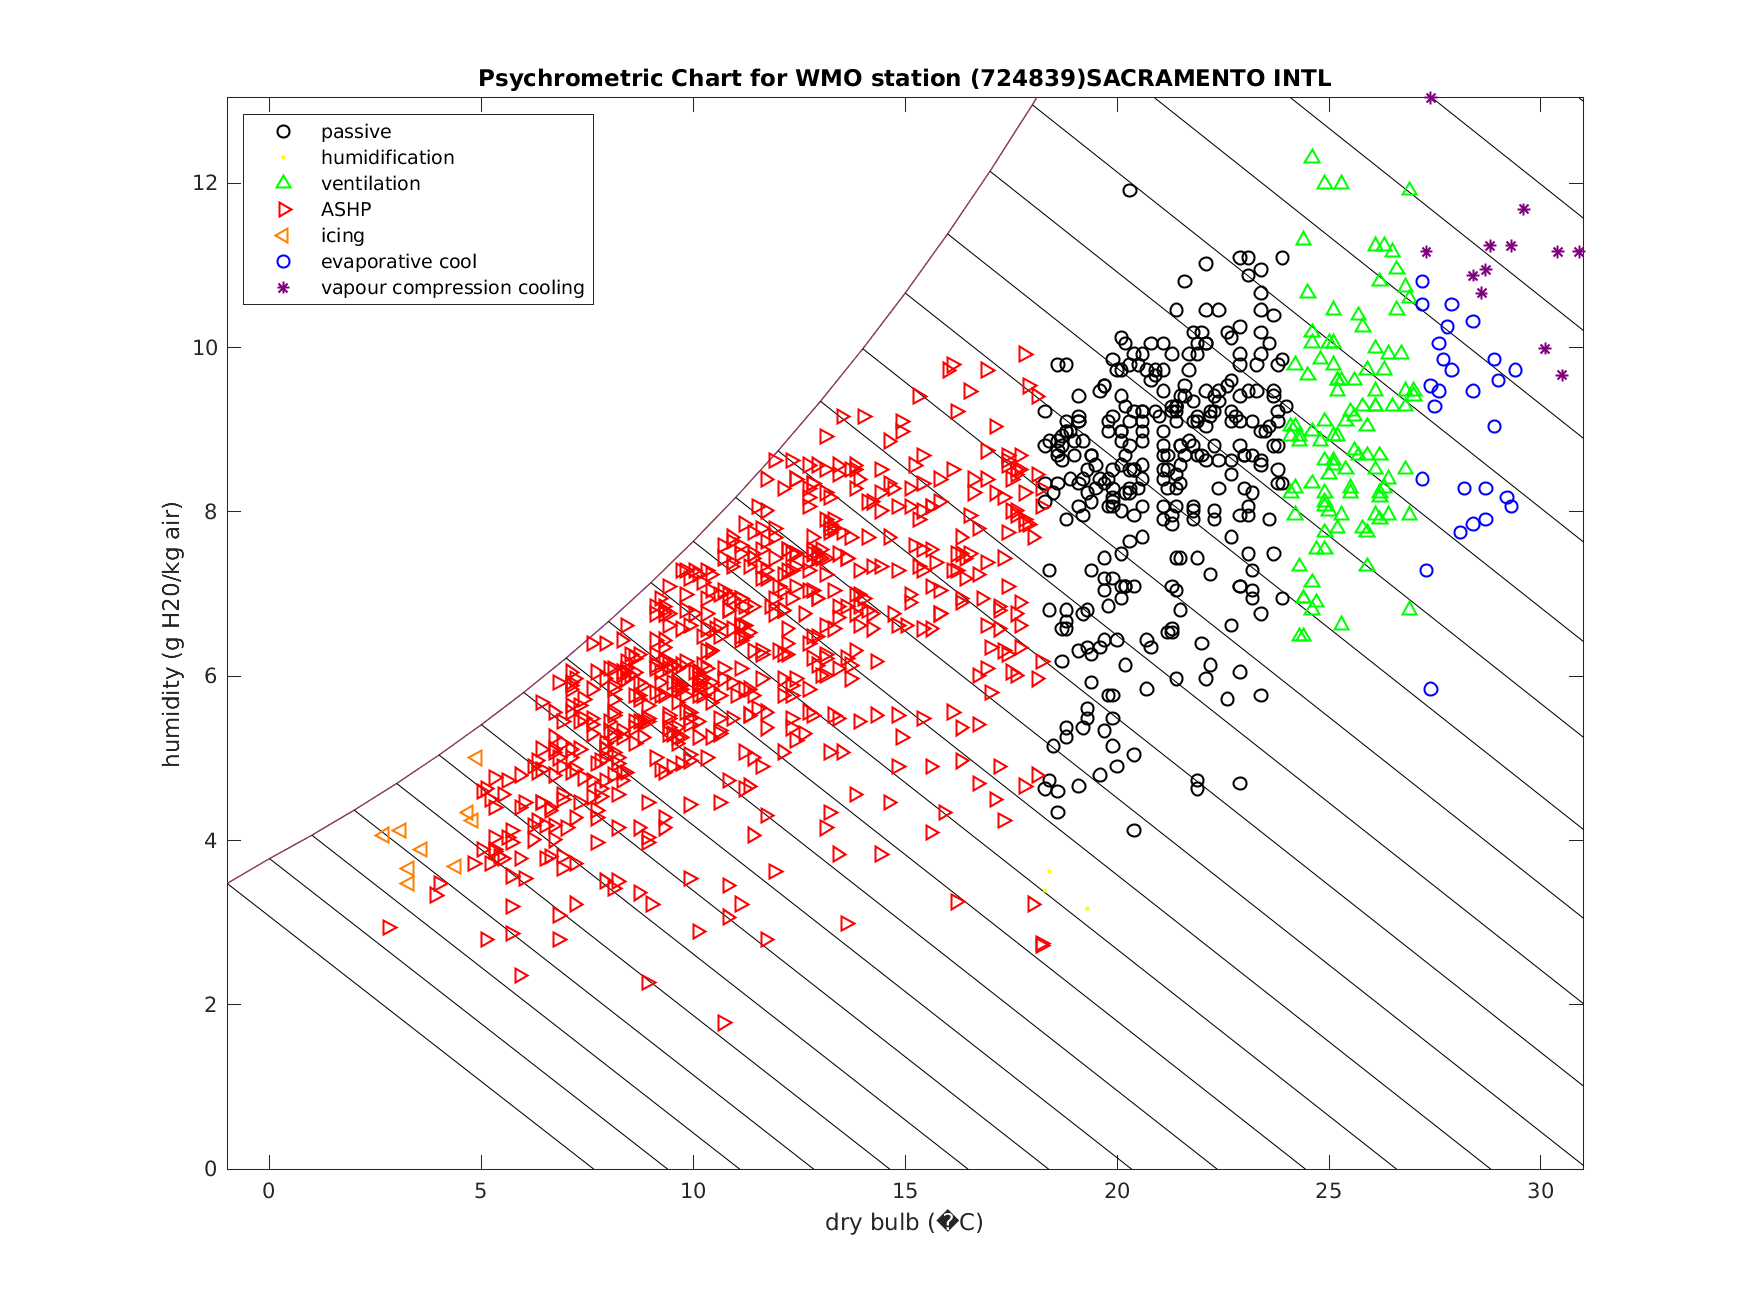 Psychrometric Chart for WMO station (724839)SACRAMENTO INTL
passive
humidification
ventilation
ASHP
icing
evaporative cool
vapour compression cooling
humidity (g H20/kg air)
12
10
8
6
4
2
0
0 5 10 15 20 25 30
dry bulb (�C)